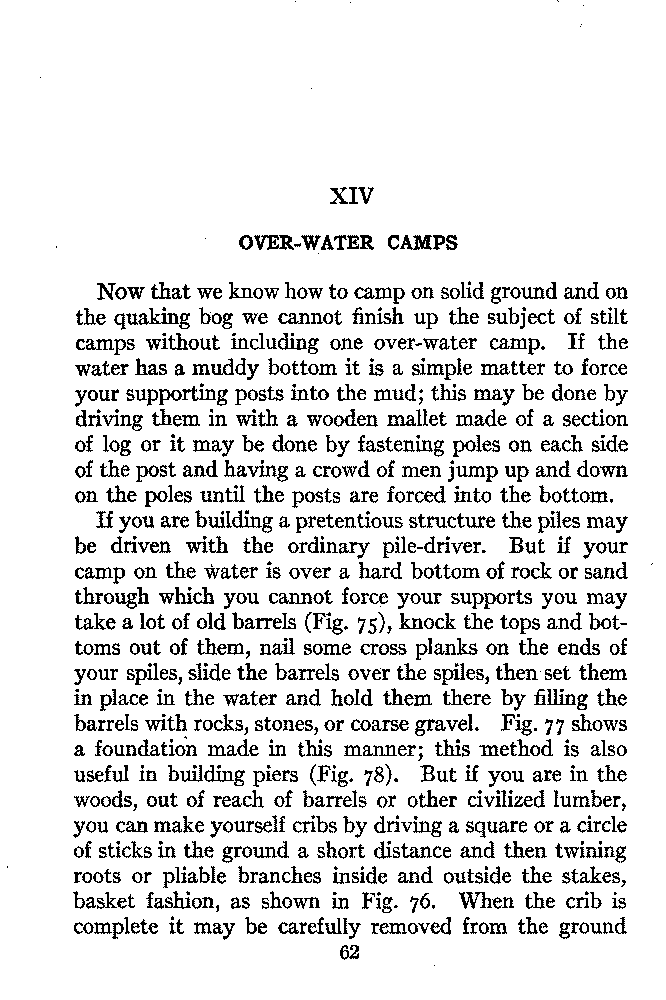 XIV
OVER-WATER CAMPS
Now that we know how to camp on solid ground and on
the quaking bog we cannot finish up the subject of stilt
camps without including one over-water camp. If the
water has a muddy bottom it is a simple matter to force
your supporting posts into the mud; this may be done by
driving them in with a wooden mallet made of a section
of log or it may be done by fastening poles on each side
of the post and having a crowd of men jump up and down
on the poles until the posts are forced into the bottom.
If you are building a pretentious structure the piles may
be driven with the ordinary pile-driver. But if your
camp on the water is over a hard bottom of rock or sand
through which you cannot force your supports you may
take a lot of old barrels (Fig. 75), knock the tops and bot-
toms out of them, nail some cross planks on the ends of
your spiles, slide the barrels over the spiles, then set them
in place in the water and hold them there by filling the
barrels with rocks, stones, or coarse gravel. Fig. 77 shows
a foundation made in this manner; this method is also
useful in building piers (Fig. 78). But if you are in the
woods, out of reach of barrels or other civilized lumber,
you can make yourself cribs by driving a square or a circle
of sticks in the ground a short distance and then twining
roots or pliable branches inside and outside the stakes,
basket fashion, as shown in Fig. 76. When the crib is
complete it may be carefully removed from the ground
62